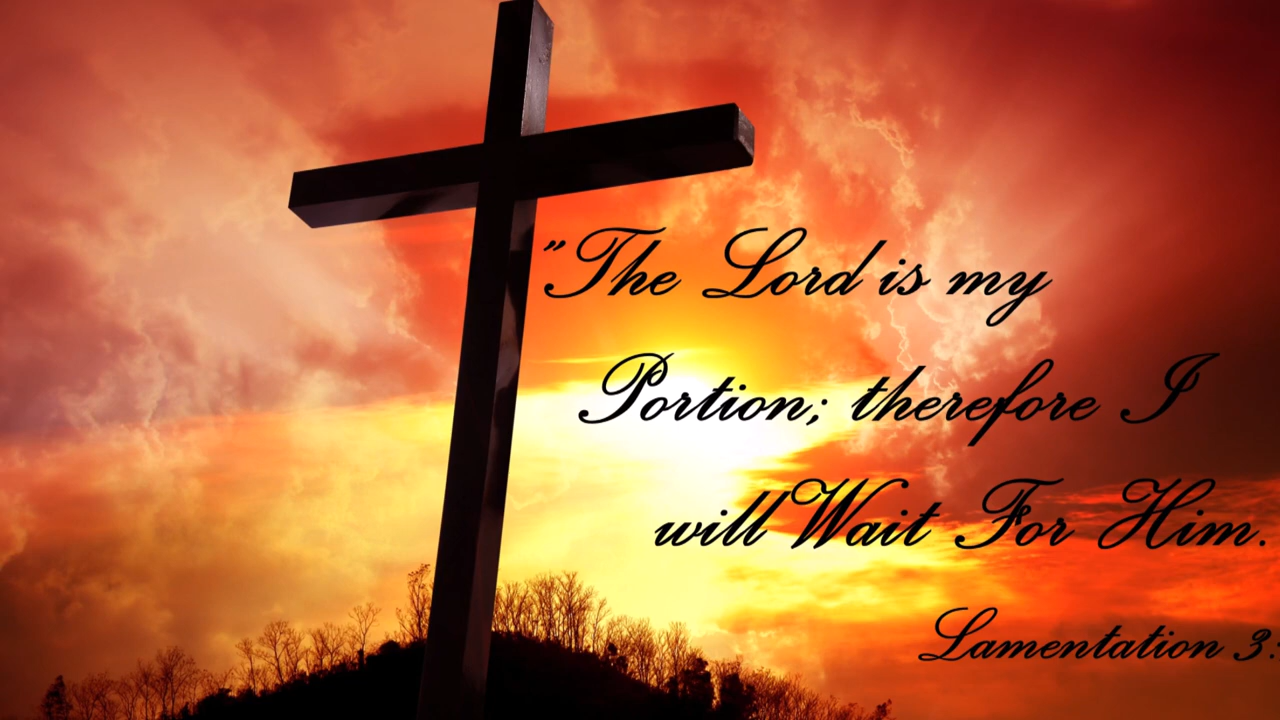 "The Lord is my
Portion; therefore I
will Wait For Him.
Lamentation 3: